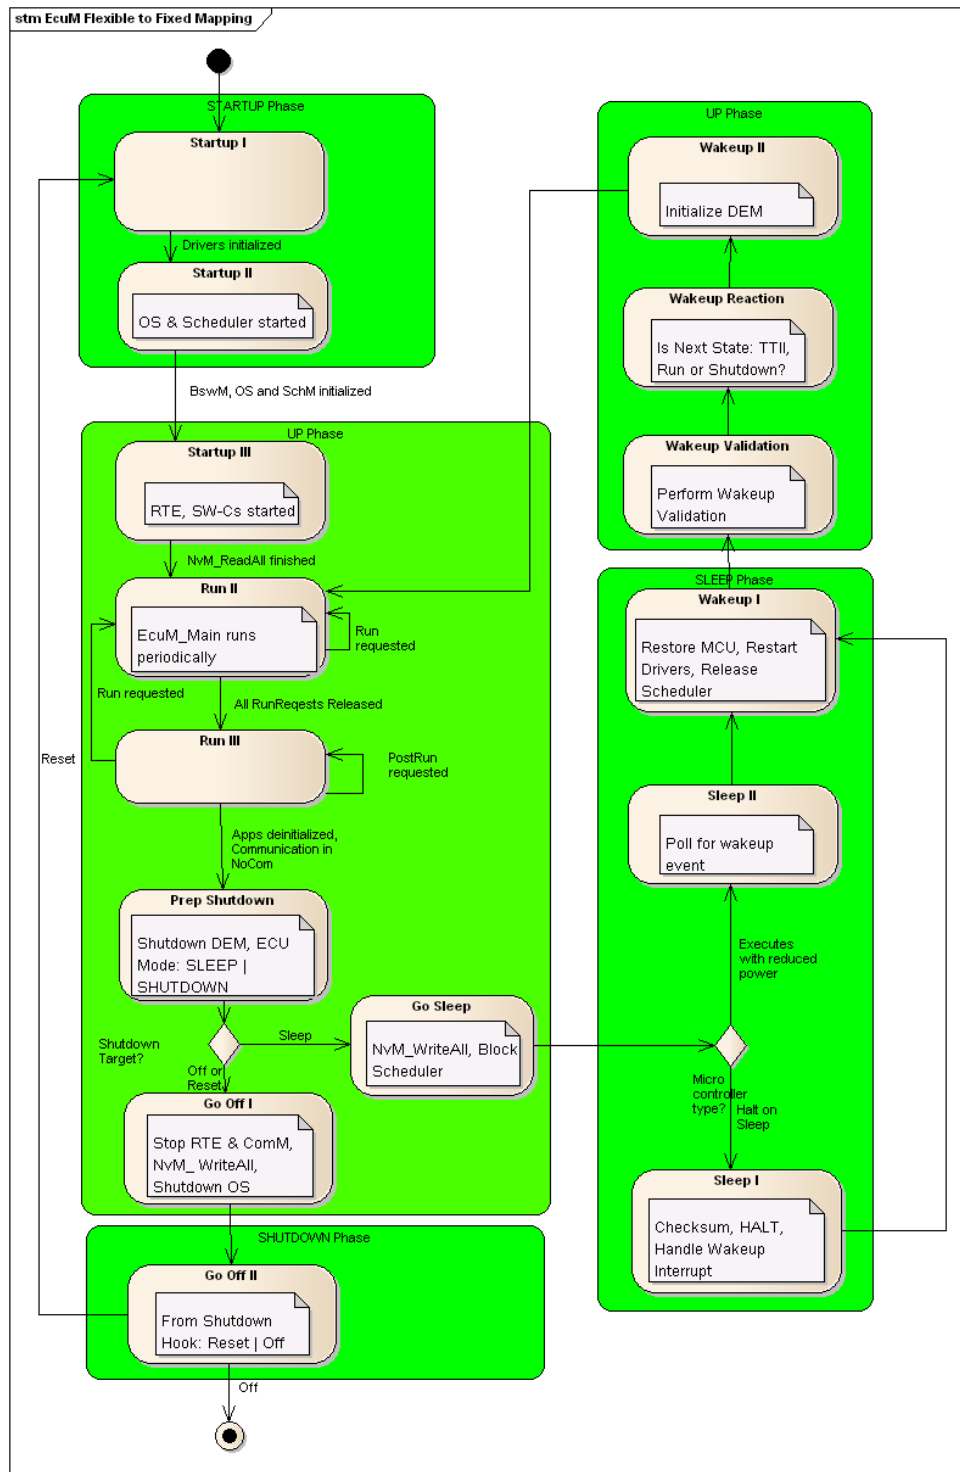 stm EcuM Flexible to Fixed Mapping
STARTUP Phase
Startup I
Drivers initialized
Startup II
OS & Scheduler started
BswM, OS and SchM initialized
UP Phase
Startup III
RTE, SW-Cs started
NvM_ReadAll finished
Run II
EcuM_Main runs
periodically
Run
requested
Run requested
All RunReqests Released
Run III
PostRun
requested
Reset
Apps deinitialized,
Communication in
NoCom
Prep Shutdown
Shutdown DEM, ECU
Mode: SLEEP |
SHUTDOWN
Shutdown
Target?
Sleep
Off or
Reset
Go Sleep
NvM_WriteAll, Block
Scheduler
Go Off I
Stop RTE & ComM,
NvM_ WriteAll,
Shutdown OS
SHUTDOWN Phase
Go Off II
From Shutdown
Hook: Reset | Off
Off
UP Phase
Wakeup II
Initialize DEM
Wakeup Reaction
Is Next State: TTII,
Run or Shutdown?
Wakeup Validation
Perform Wakeup
Validation
SLEEP Phase
Wakeup I
Restore MCU, Restart
Drivers, Release
Scheduler
Sleep II
Poll for wakeup
event
Executes
with reduced
power
Micro
controller
type?
Halt on
Sleep
Sleep I
Checksum, HALT,
Handle Wakeup
Interrupt